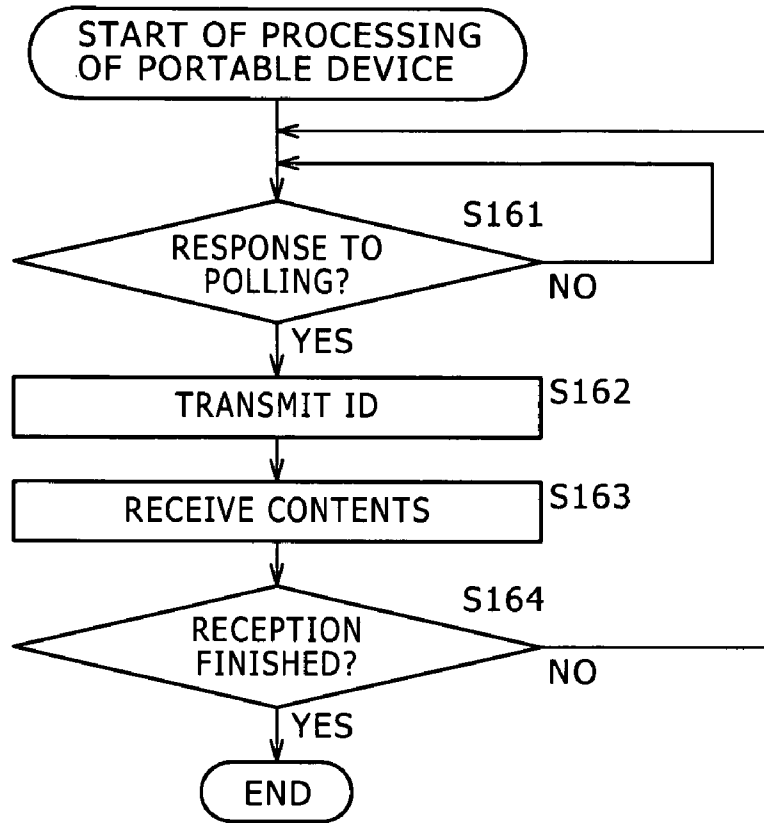 START OF PROCESSING
OF PORTABLE DEVICE
S161
RESPONSE TO
POLLING?
NO
YES
TRANSMIT ID
S162
RECEIVE CONTENTS
S163
S164
RECEPTION
FINISHED?
NO
YES
END